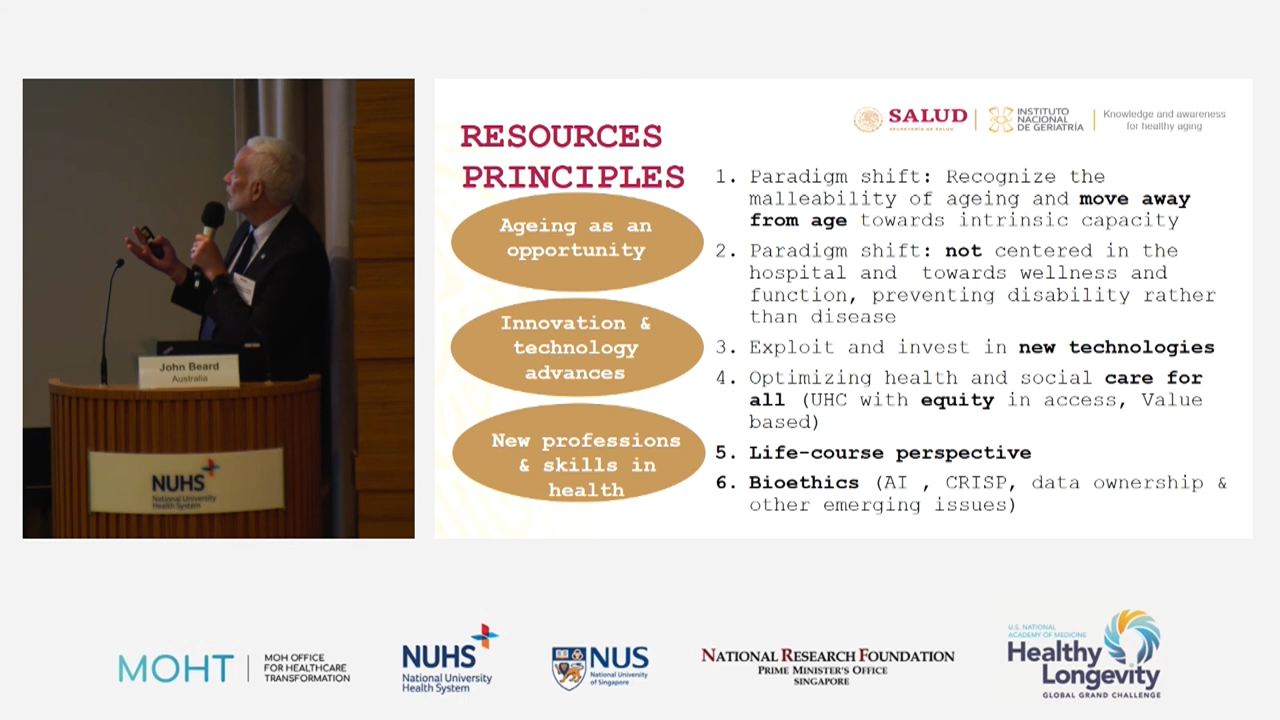 John Beard
Australia
NUHS
National University
Health System
SALUD
SECRETARÍA DE SALUD
INSTITUTO
NACIONAL
DE GERIATRÍA
Knowledge and awareness
for healthy aging
RESOURCES
PRINCIPLES
Ageing as an
opportunity
Innovation &
technology
advances
New professions
& skills in
health
1. Paradigm shift: Recognize the
malleability of ageing and move away
from age towards intrinsic capacity
2. Paradigm shift: not centered in the
hospital and towards wellness and
function, preventing disability rather
than disease
3. Exploit and invest in new technologies
4. Optimizing health and social care for
all (UHC with equity in access, Value
based)
5. Life-course perspective
6. Bioethics (AI , CRISP, data ownership &
other emerging issues)
MOHT
MOH OFFICE
FOR HEALTHCARE
TRANSFORMATION
NUHS
National University
Health System
NUS
National University
of Singapore
NATIONAL RESEARCH FOUNDATION
PRIME MINISTER'S OFFICE
SINGAPORE
U.S. NATIONAL
ACADEMY OF MEDICINE
Healthy
Longevity
GLOBAL GRAND CHALLENGE